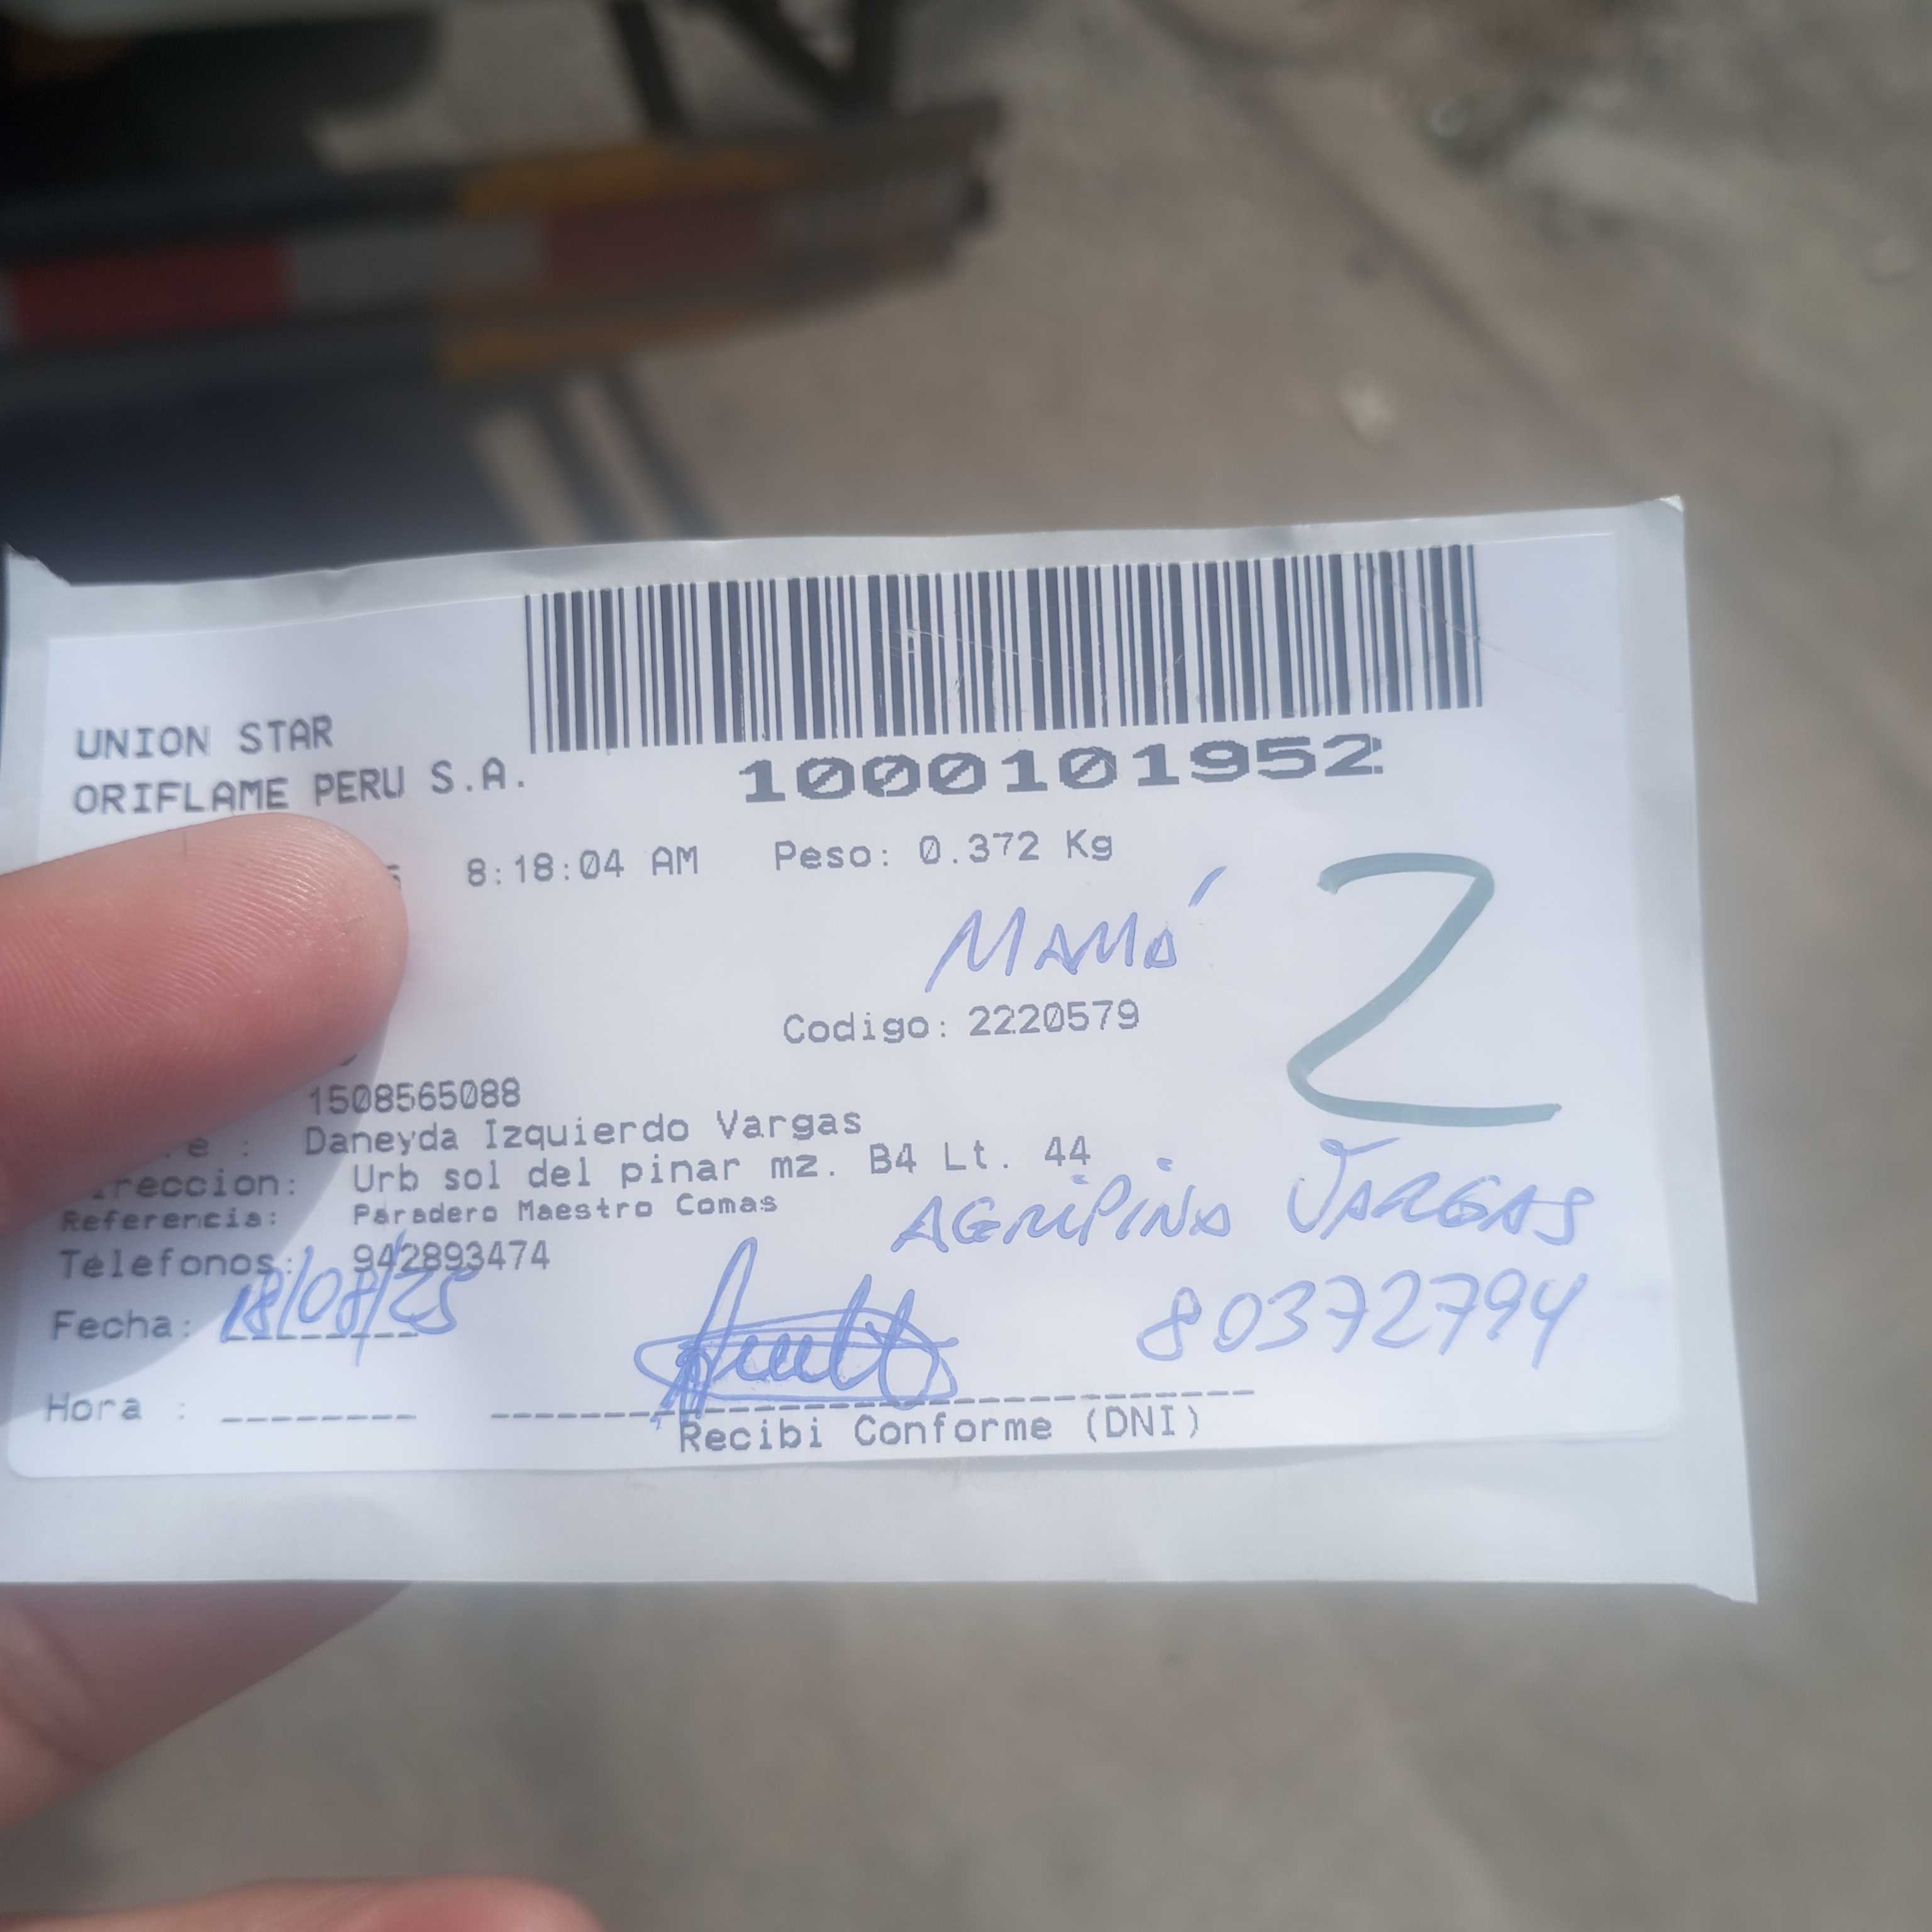 UNION STAR
ORIFLAME PERU S.A.
1000101952
8:18:04 AM Peso: 0.372 Kg
MAMÁ
2
Codigo: 2220579
1508565088
Daneyda Izquierdo Vargas
Urb sol del pinar mz. B4 Lt. 44
Referencia: Paradero Maestro Comas
AGRIPINA VARGAS
Telefonos: 942893474
Fecha: 18/08/25
80372794
Hora :
Recibi Conforme (DNI)